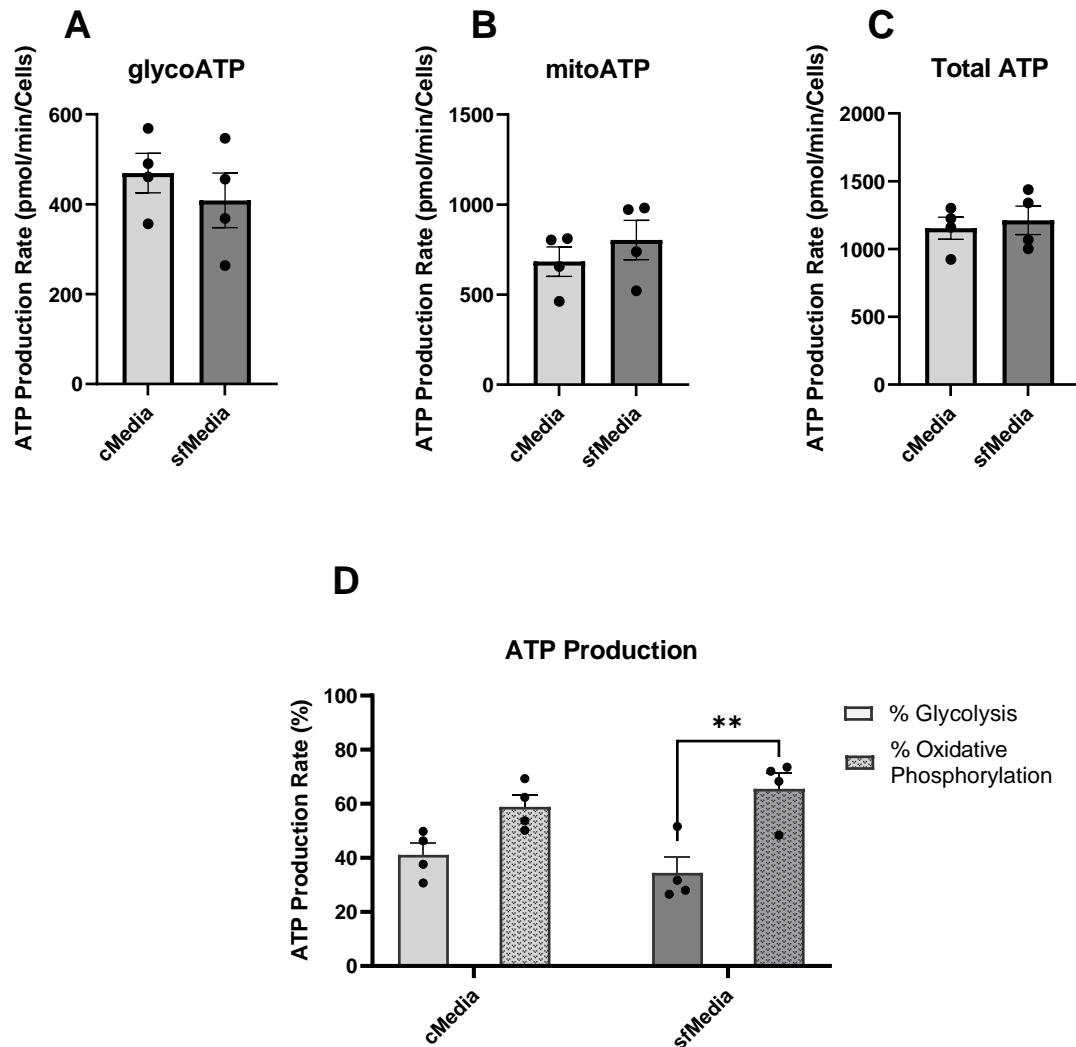 A
glycoATP
ATP Production Rate (pmol/min/Cells)
600
400
200
0
cMedia
sfMedia
B
mitoATP
ATP Production Rate (pmol/min/Cells)
1500
1000
500
0
cMedia
sfMedia
C
Total ATP
ATP Production Rate (pmol/min/Cells)
2000
1500
1000
500
0
cMedia
sfMedia
D
ATP Production
ATP Production Rate (%)
100
80
60
40
20
0
**
cMedia
sfMedia
% Glycolysis
% Oxidative
Phosphorylation